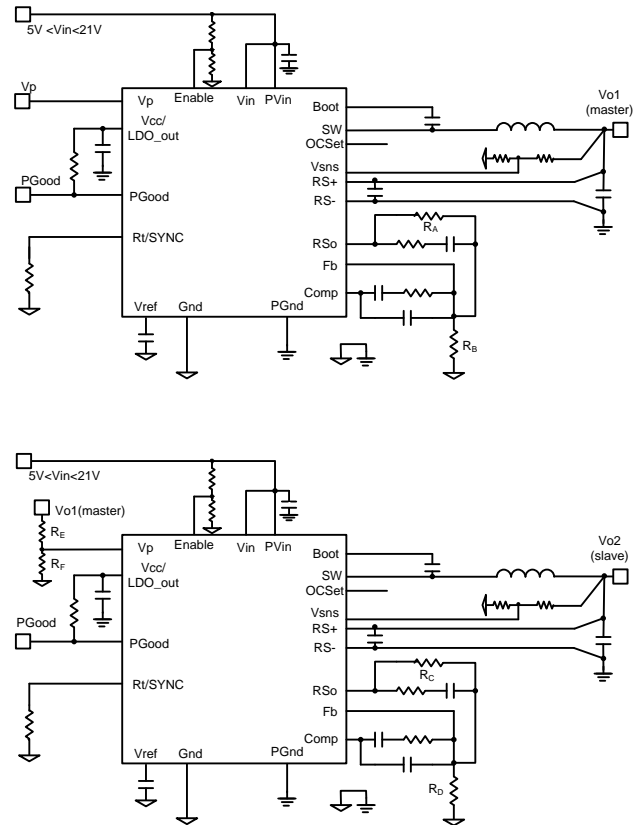 5V <Vin<21V
Vp
PGood
Vp
Enable
Vin
PVin
Vcc/
LDO_out
PGood
Rt/SYNC
Vref
Gnd
PGnd
Boot
SW
OCSet
Vsns
RS+
RS-
RSo
Fb
Comp
Vo1
(master)
RA
RB
5V<Vin<21V
Vo1(master)
RE
RF
PGood
Vp
Enable
Vin
PVin
Vcc/
LDO_out
PGood
Rt/SYNC
Vref
Gnd
PGnd
Boot
SW
OCSet
Vsns
RS+
RS-
RSo
Fb
Comp
Vo2
(slave)
RC
RD